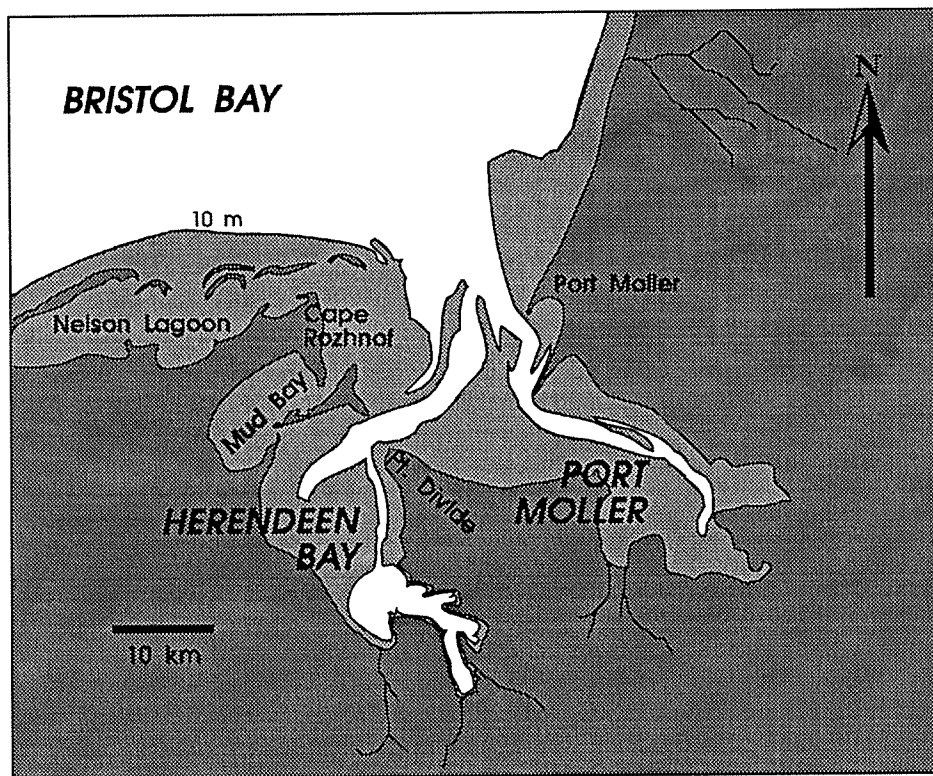 BRISTOL BAY
N
10 m
Port Moller
Nelson Lagoon
Cape
Rozhnof
Mud Bay
Pt Divide
PORT
MOLLER
HERENDEEN
BAY
10 km